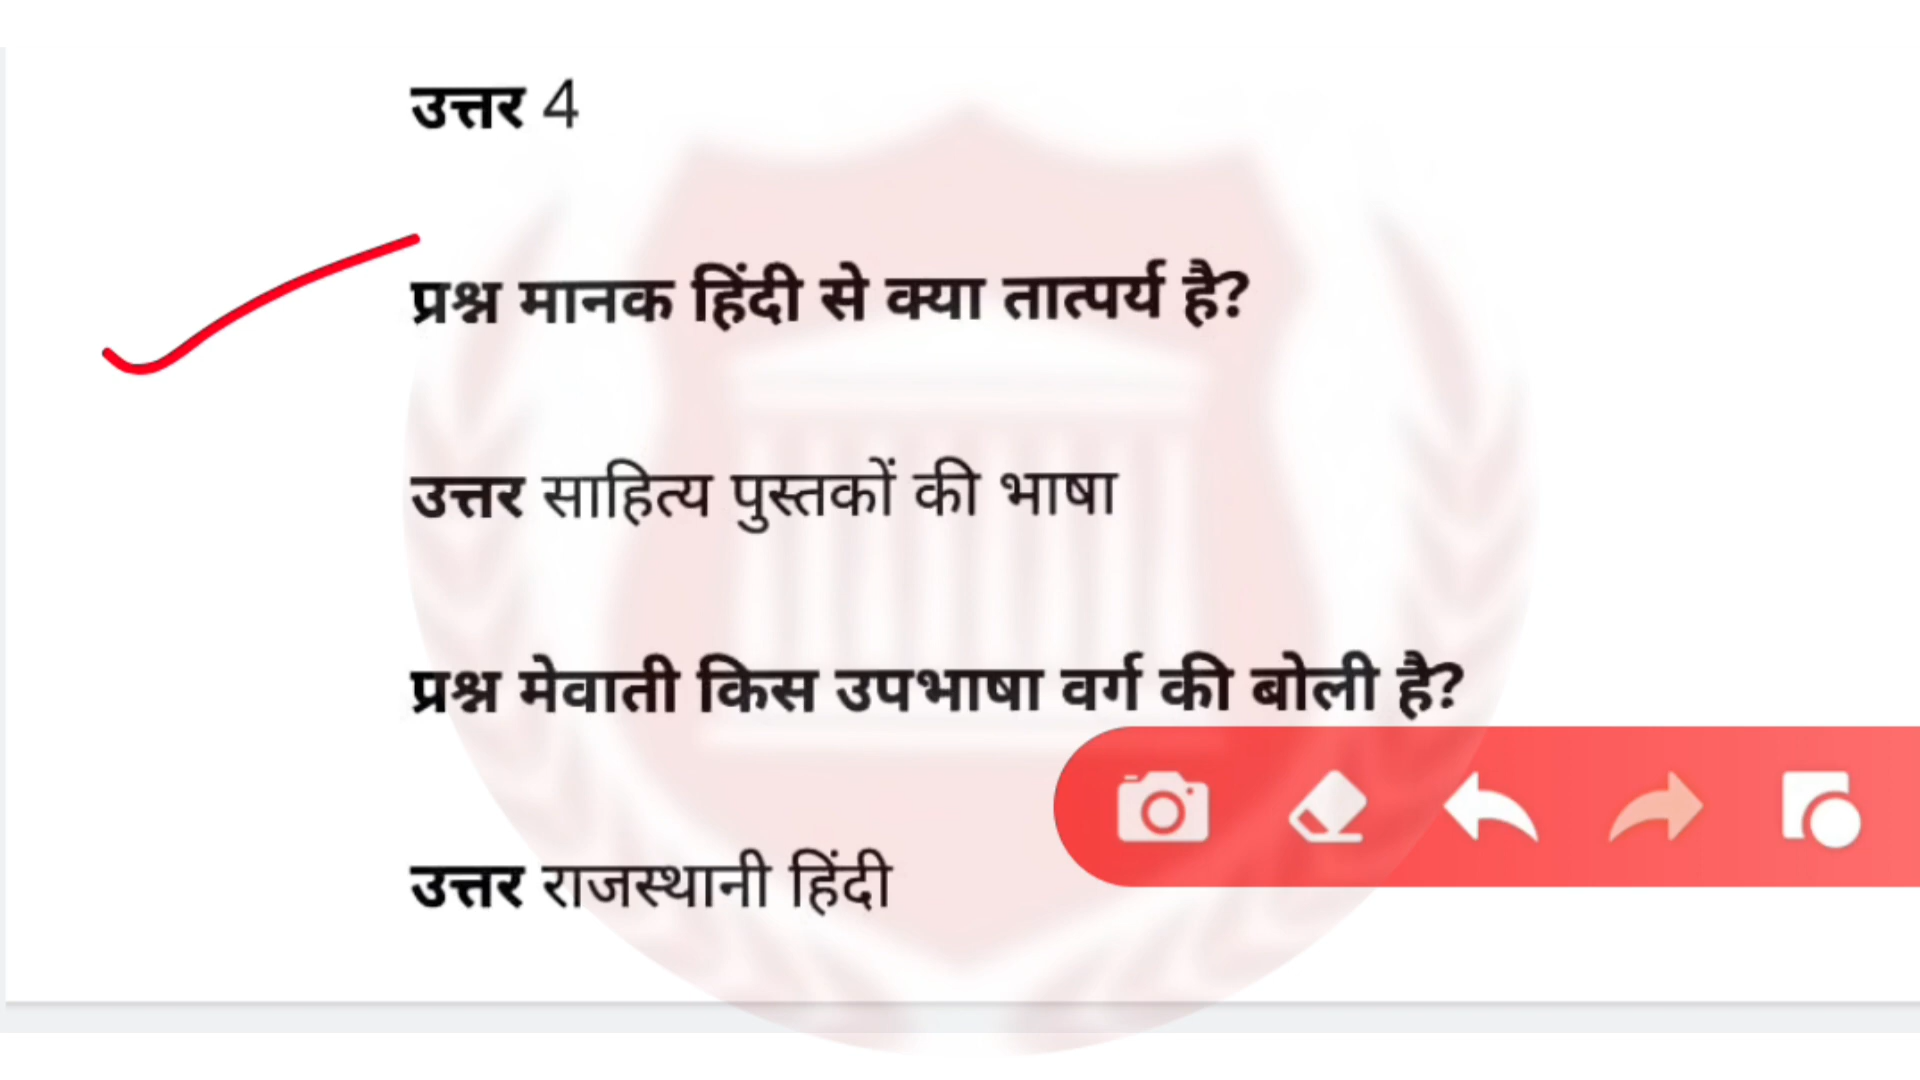 उत्तर 4
प्रश्न मानक हिंदी से क्या तात्पर्य है?
उत्तर साहित्य पुस्तकों की भाषा
प्रश्न मेवाती किस उपभाषा वर्ग की बोली है?
उत्तर राजस्थानी हिंदी